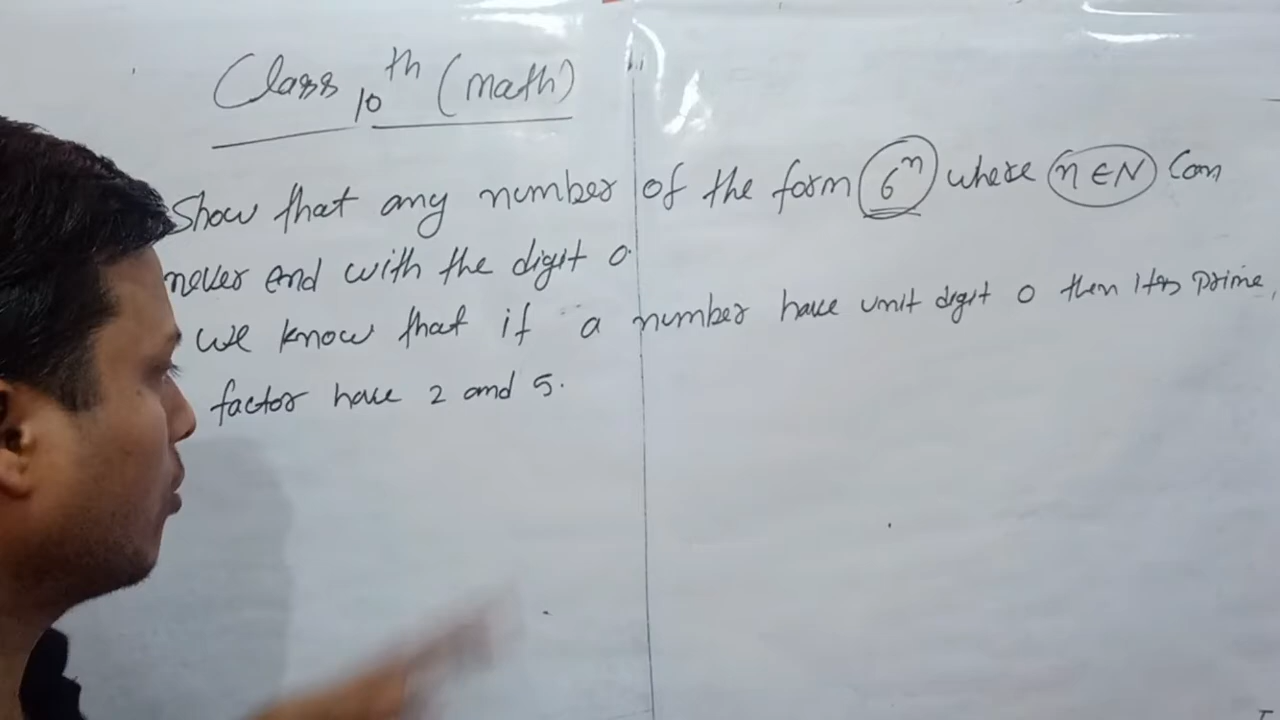 Class 10th (math)
Show that any number of the form 6ⁿ where n∈N Can
never end with the digit 0.
we know that if a number have unit digit 0 then its prime,
factor have 2 and 5.